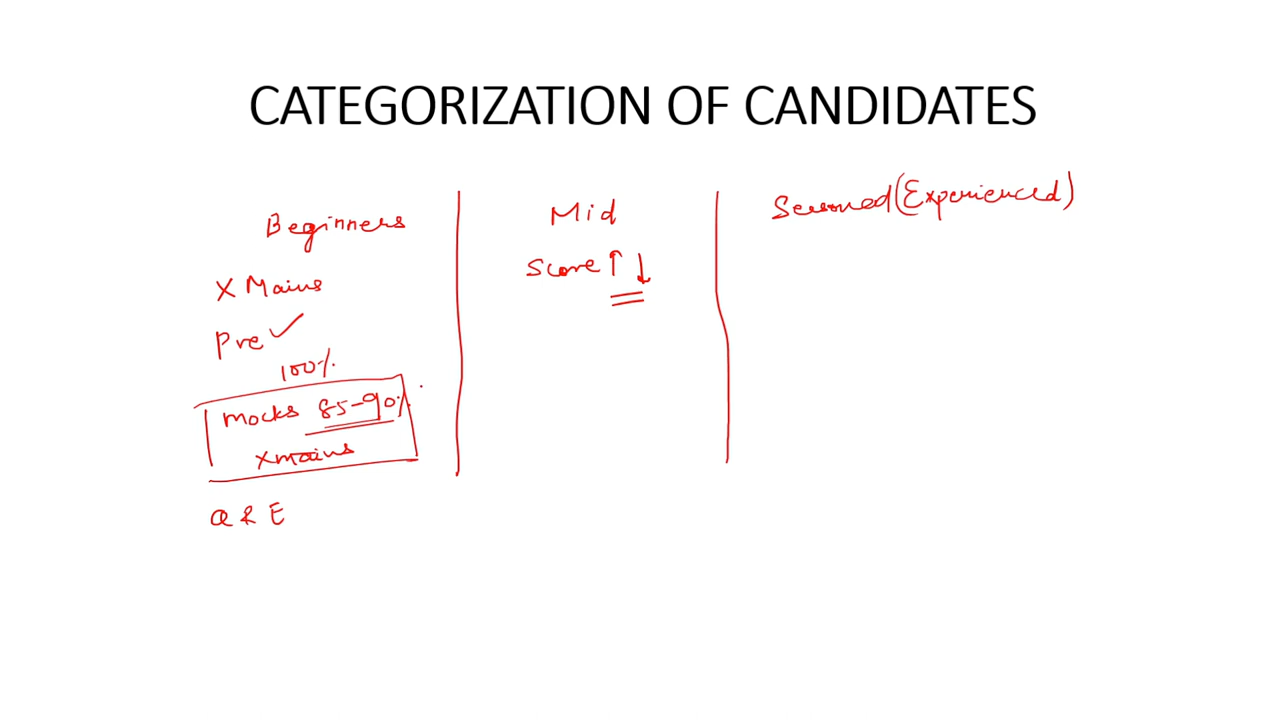 CATEGORIZATION OF CANDIDATES
Beginners
X Mains
Pre ✓
100%
Mocks 85-90%
X mains
Q & E
Mid
Score ↑ ↓
Seasoned (Experienced)